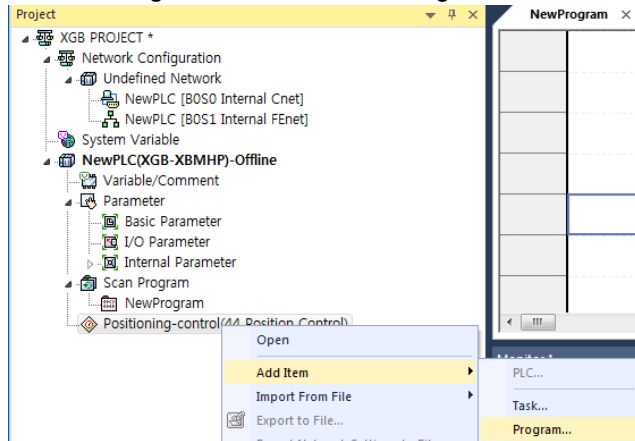 Project
NewProgram
XGB PROJECT *
Network Configuration
Undefined Network
NewPLC [B0S0 Internal Cnet]
NewPLC [B0S1 Internal FEnet]
System Variable
NewPLC(XGB-XBMHP)-Offline
Variable/Comment
Parameter
Basic Parameter
I/O Parameter
Internal Parameter
Scan Program
NewProgram
Positioning-control(44 Position Control)
Open
Add Item
Import From File
Export to File...
PLC...
Task...
Program...